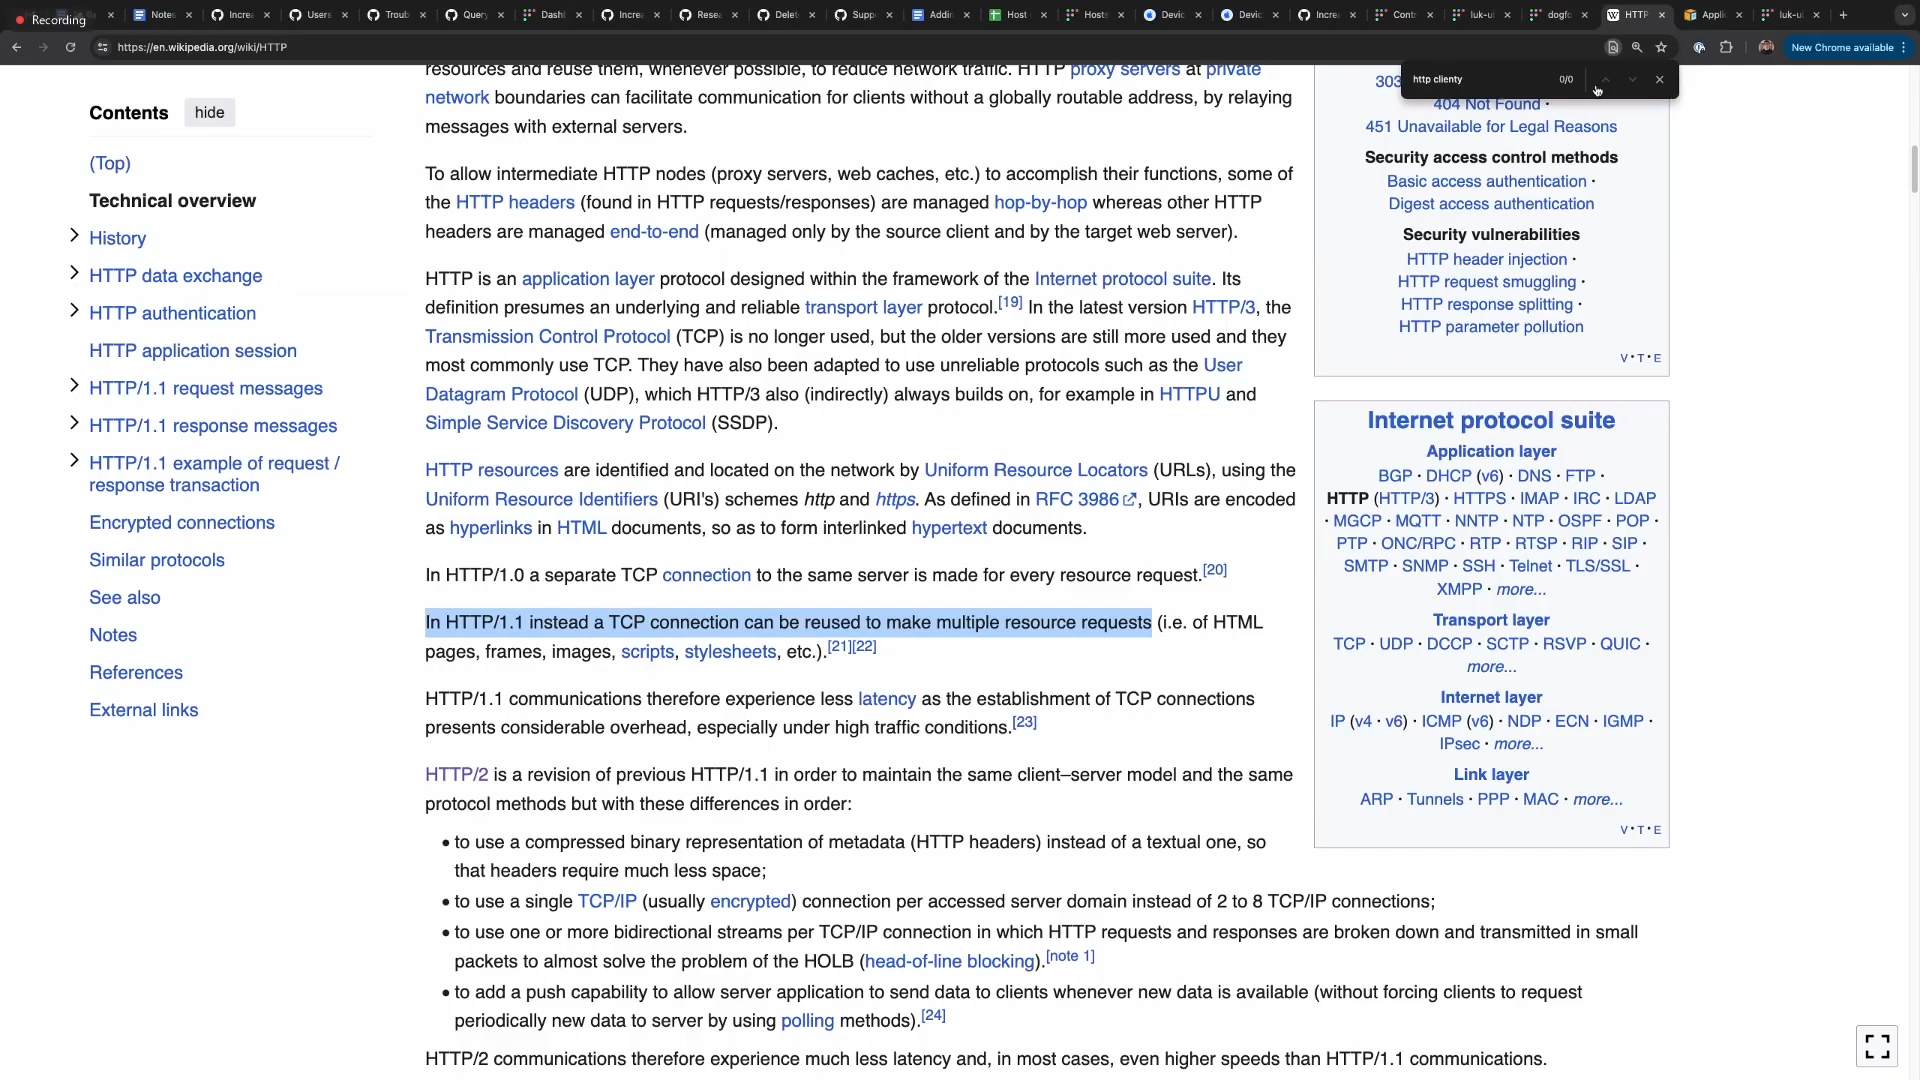 Recording
Notes
Increa
Users
Troub
Query
Dashl
Increa
Resea
Delet
Supp
Addin
Host
Hosts
Devic
Devic
Increa
Contr
luk-ul
dogfo
HTTP
Appli
luk-ul
https://en.wikipedia.org/wiki/HTTP
New Chrome available
http clienty 0/0
Contents hide
(Top)
Technical overview
History
HTTP data exchange
HTTP authentication
HTTP application session
HTTP/1.1 request messages
HTTP/1.1 response messages
HTTP/1.1 example of request /
response transaction
Encrypted connections
Similar protocols
See also
Notes
References
External links
resources and reuse them, whenever possible, to reduce network traffic. HTTP proxy servers at private
network boundaries can facilitate communication for clients without a globally routable address, by relaying
messages with external servers.
To allow intermediate HTTP nodes (proxy servers, web caches, etc.) to accomplish their functions, some of
the HTTP headers (found in HTTP requests/responses) are managed hop-by-hop whereas other HTTP
headers are managed end-to-end (managed only by the source client and by the target web server).
HTTP is an application layer protocol designed within the framework of the Internet protocol suite. Its
definition presumes an underlying and reliable transport layer protocol.[19] In the latest version HTTP/3, the
Transmission Control Protocol (TCP) is no longer used, but the older versions are still more used and they
most commonly use TCP. They have also been adapted to use unreliable protocols such as the User
Datagram Protocol (UDP), which HTTP/3 also (indirectly) always builds on, for example in HTTPU and
Simple Service Discovery Protocol (SSDP).
HTTP resources are identified and located on the network by Uniform Resource Locators (URLs), using the
Uniform Resource Identifiers (URI's) schemes http and https. As defined in RFC 3986, URIs are encoded
as hyperlinks in HTML documents, so as to form interlinked hypertext documents.
In HTTP/1.0 a separate TCP connection to the same server is made for every resource request.[20]
In HTTP/1.1 instead a TCP connection can be reused to make multiple resource requests (i.e. of HTML
pages, frames, images, scripts, stylesheets, etc.).[21][22]
HTTP/1.1 communications therefore experience less latency as the establishment of TCP connections
presents considerable overhead, especially under high traffic conditions.[23]
HTTP/2 is a revision of previous HTTP/1.1 in order to maintain the same client–server model and the same
protocol methods but with these differences in order:
• to use a compressed binary representation of metadata (HTTP headers) instead of a textual one, so
that headers require much less space;
• to use a single TCP/IP (usually encrypted) connection per accessed server domain instead of 2 to 8 TCP/IP connections;
• to use one or more bidirectional streams per TCP/IP connection in which HTTP requests and responses are broken down and transmitted in small
packets to almost solve the problem of the HOLB (head-of-line blocking).[note 1]
• to add a push capability to allow server application to send data to clients whenever new data is available (without forcing clients to request
periodically new data to server by using polling methods).[24]
HTTP/2 communications therefore experience much less latency and, in most cases, even higher speeds than HTTP/1.1 communications.
303
404 Not Found ·
451 Unavailable for Legal Reasons
Security access control methods
Basic access authentication ·
Digest access authentication
Security vulnerabilities
HTTP header injection ·
HTTP request smuggling ·
HTTP response splitting ·
HTTP parameter pollution
V · T · E
Internet protocol suite
Application layer
BGP · DHCP (v6) · DNS · FTP ·
HTTP (HTTP/3) · HTTPS · IMAP · IRC · LDAP
· MGCP · MQTT · NNTP · NTP · OSPF · POP ·
PTP · ONC/RPC · RTP · RTSP · RIP · SIP ·
SMTP · SNMP · SSH · Telnet · TLS/SSL ·
XMPP · more...
Transport layer
TCP · UDP · DCCP · SCTP · RSVP · QUIC ·
more...
Internet layer
IP (v4 · v6) · ICMP (v6) · NDP · ECN · IGMP ·
IPsec · more...
Link layer
ARP · Tunnels · PPP · MAC · more...
V · T · E